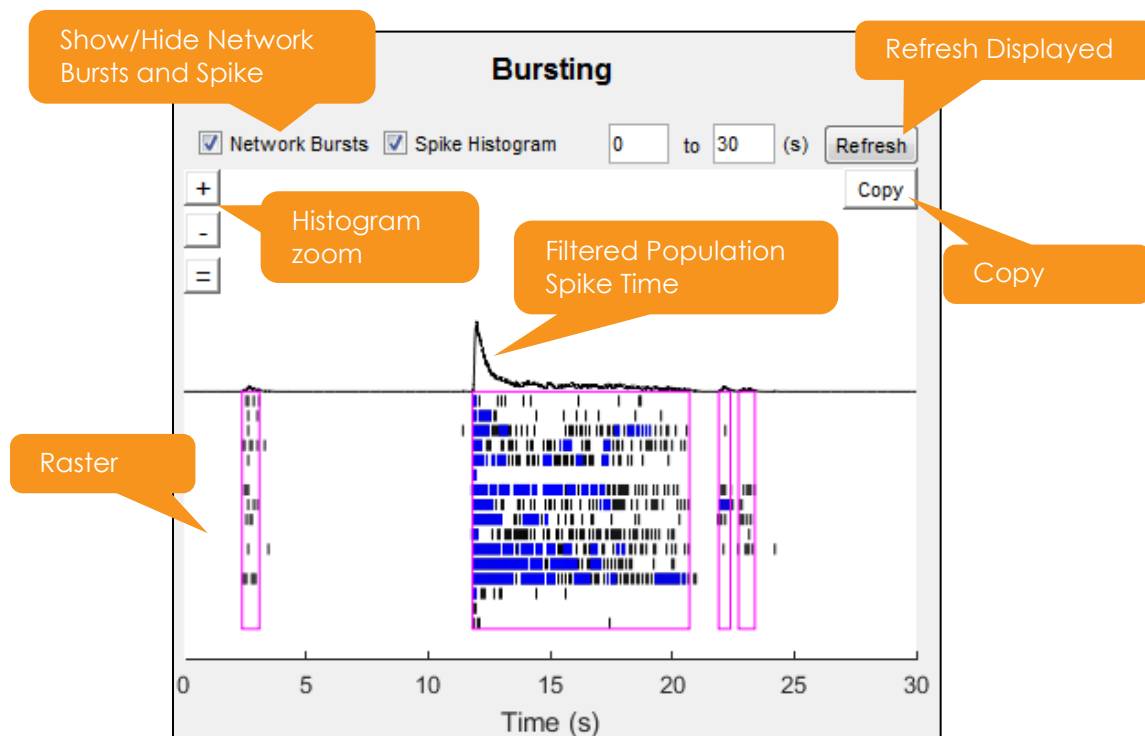 Show/Hide Network
Bursts and Spike
Bursting
Refresh Displayed
Network Bursts
Spike Histogram
0
to
30
(s)
Refresh
+
Copy
-
=
Histogram
zoom
Filtered Population
Spike Time
Copy
Raster
0
5
10
15
20
25
30
Time (s)